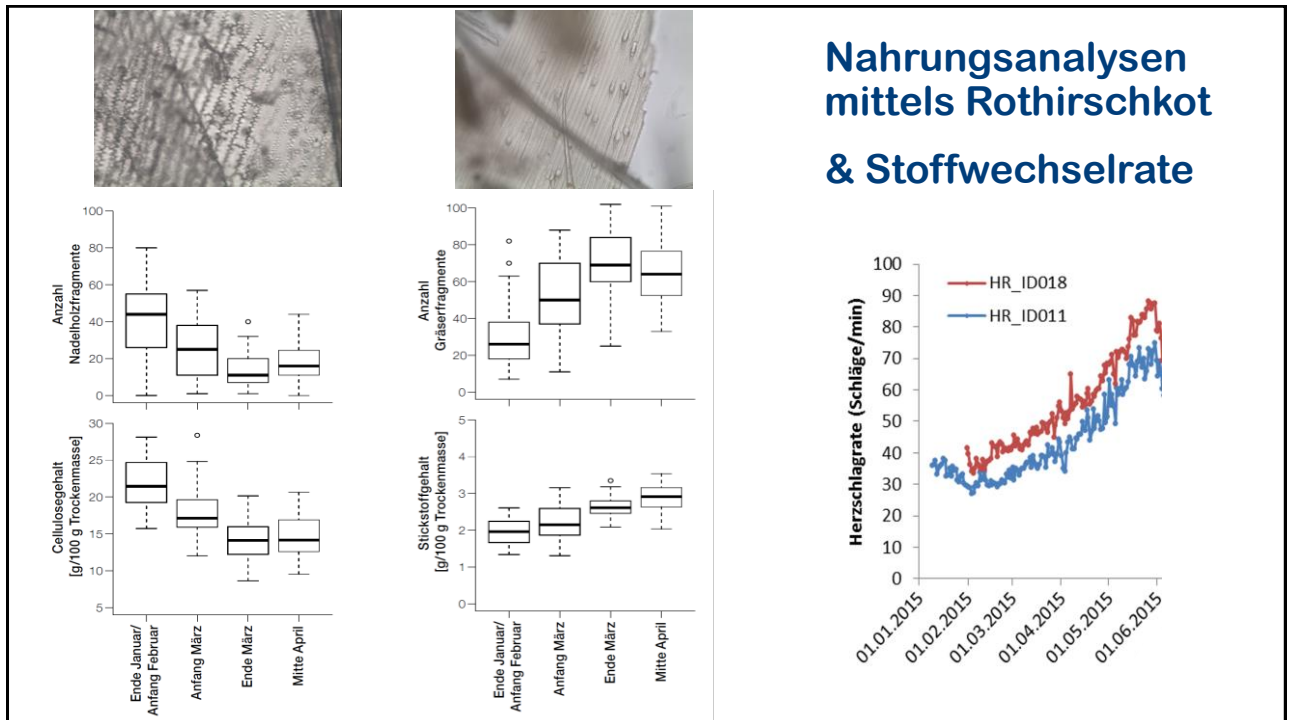 Nahrungsanalysen
mittels Rothirschkot
& Stoffwechselrate
Anzahl
Nadelholzfragmente
100
80
60
40
20
0
Anzahl
Gräserfragmente
100
80
60
40
20
0
Cellulosegehalt
[g/100 g Trockenmasse]
30
25
20
15
10
5
Ende Januar/
Anfang Februar
Anfang März
Ende März
Mitte April
Stickstoffgehalt
[g/100 g Trockenmasse]
5
4
3
2
1
0
Ende Januar/
Anfang Februar
Anfang März
Ende März
Mitte April
Herzschlagrate (Schläge/min)
100
90
80
70
60
50
40
30
20
10
0
HR_ID018
HR_ID011
01.01.2015
01.02.2015
01.03.2015
01.04.2015
01.05.2015
01.06.2015